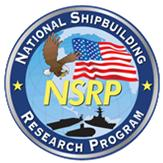 NATIONAL SHIPBUILDING
NSRP
RESEARCH PROGRAM